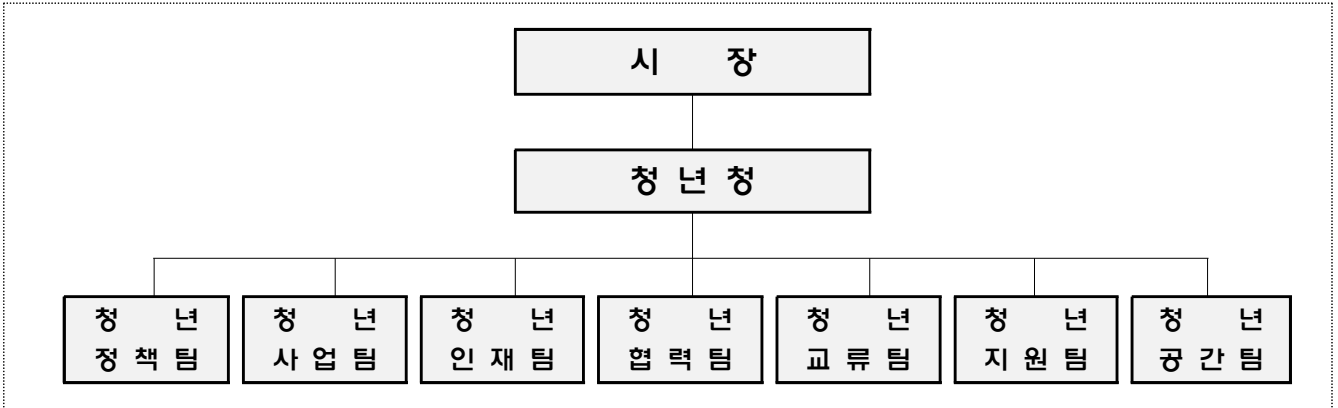 시 장
청 년 청
청 년
정 책 팀
청 년
사 업 팀
청 년
인 재 팀
청 년
협 력 팀
청 년
교 류 팀
청 년
지 원 팀
청 년
공 간 팀